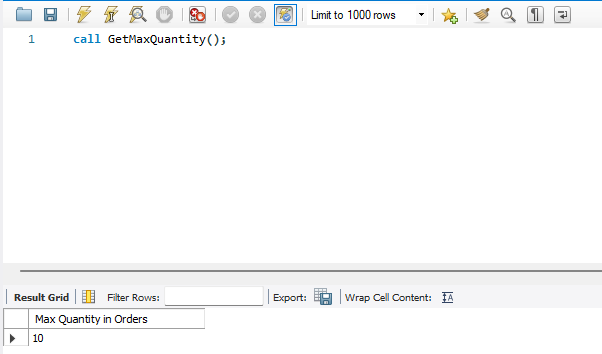 Limit to 1000 rows
1 call GetMaxQuantity();
Result Grid Filter Rows: Export: Wrap Cell Content:
Max Quantity in Orders
10